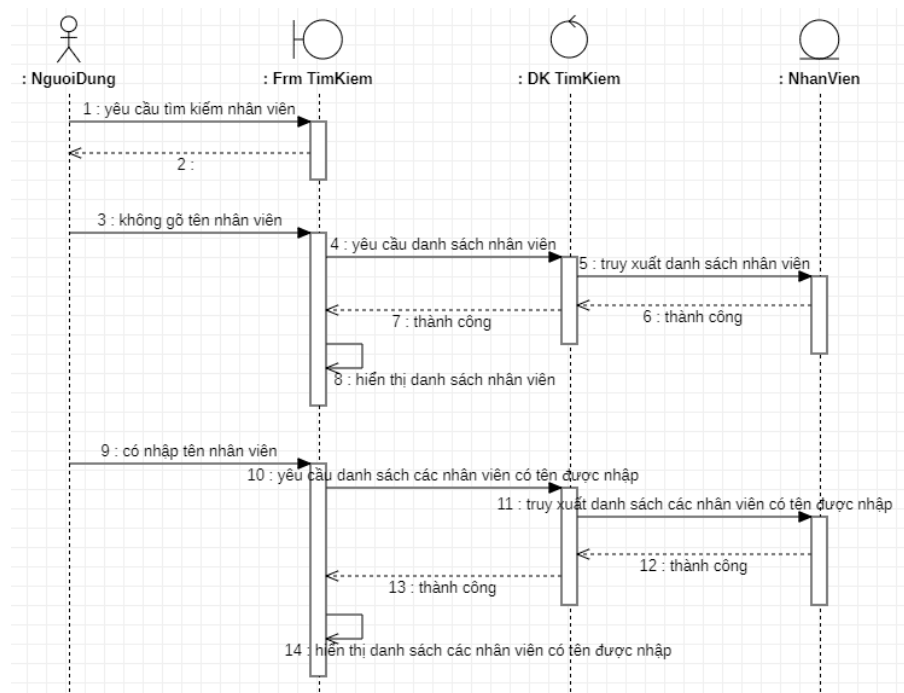 : NguoiDung
: Frm TimKiem
: DK TimKiem
: NhanVien
1 : yêu cầu tìm kiếm nhân viên
2 :
3 : không gõ tên nhân viên
4 : yêu cầu danh sách nhân viên
5 : truy xuất danh sách nhân viên
6 : thành công
7 : thành công
8 : hiển thị danh sách nhân viên
9 : có nhập tên nhân viên
10 : yêu cầu danh sách các nhân viên có tên được nhập
11 : truy xuất danh sách các nhân viên có tên được nhập
12 : thành công
13 : thành công
14 : hiển thị danh sách các nhân viên có tên được nhập